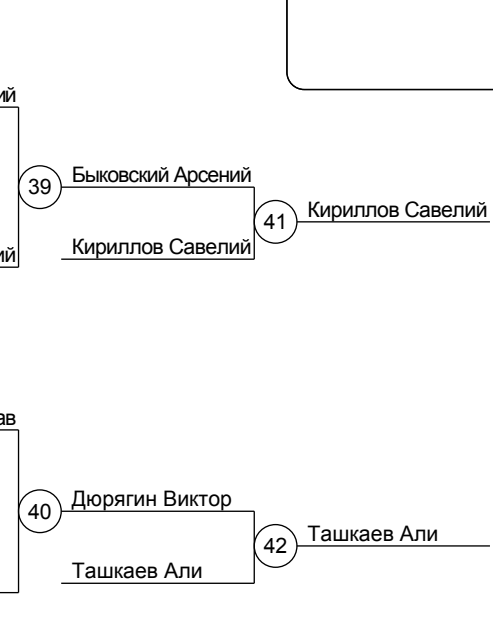 39
Быковский Арсений
41
Кириллов Савелий
Кириллов Савелий
40
Дюрягин Виктор
42
Ташкаев Али
Ташкаев Али